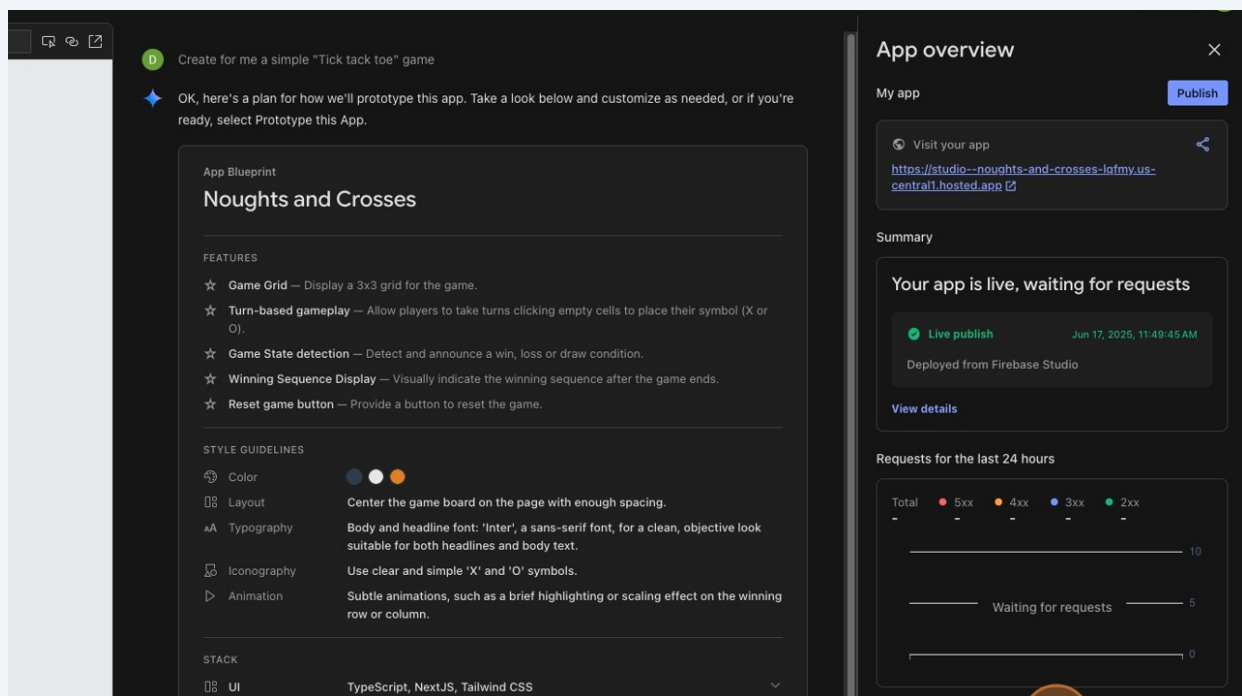 D
Create for me a simple "Tick tack toe" game
OK, here's a plan for how we'll prototype this app. Take a look below and customize as needed, or if you're
ready, select Prototype this App.
App Blueprint
Noughts and Crosses
FEATURES
Game Grid — Display a 3x3 grid for the game.
Turn-based gameplay — Allow players to take turns clicking empty cells to place their symbol (X or
O).
Game State detection — Detect and announce a win, loss or draw condition.
Winning Sequence Display — Visually indicate the winning sequence after the game ends.
Reset game button — Provide a button to reset the game.
STYLE GUIDELINES
Color
Layout Center the game board on the page with enough spacing.
Typography Body and headline font: 'Inter', a sans-serif font, for a clean, objective look
suitable for both headlines and body text.
Iconography Use clear and simple 'X' and 'O' symbols.
Animation Subtle animations, such as a brief highlighting or scaling effect on the winning
row or column.
STACK
UI TypeScript, NextJS, Tailwind CSS
App overview
My app Publish
Visit your app
https://studio--noughts-and-crosses-lqfmy.us-
central1.hosted.app
Summary
Your app is live, waiting for requests
Live publish Jun 17, 2025, 11:49:45 AM
Deployed from Firebase Studio
View details
Requests for the last 24 hours
Total 5xx 4xx 3xx 2xx
- - - - -
10
Waiting for requests 5
0